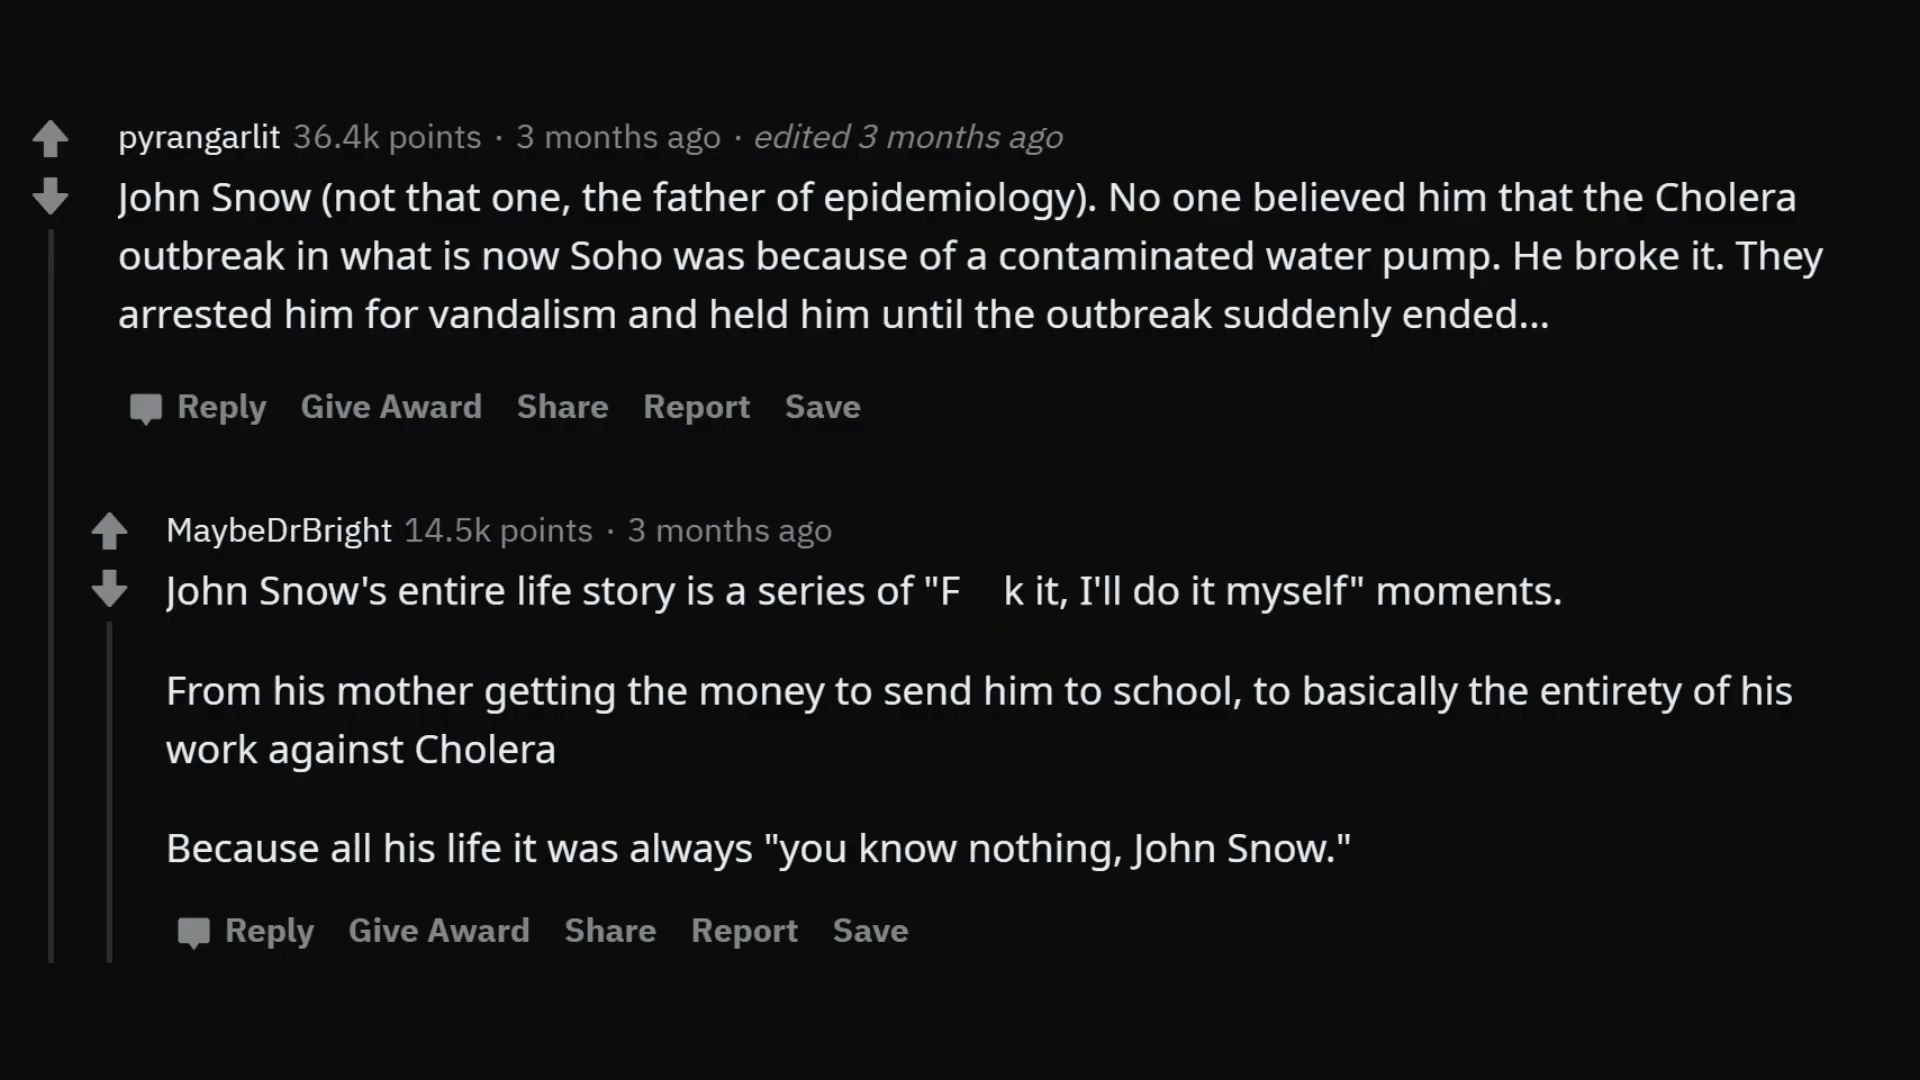 pyrangarlit 36.4k points · 3 months ago · edited 3 months ago
John Snow (not that one, the father of epidemiology). No one believed him that the Cholera
outbreak in what is now Soho was because of a contaminated water pump. He broke it. They
arrested him for vandalism and held him until the outbreak suddenly ended...
Reply Give Award Share Report Save
MaybeDrBright 14.5k points · 3 months ago
John Snow's entire life story is a series of "F k it, I'll do it myself" moments.
From his mother getting the money to send him to school, to basically the entirety of his
work against Cholera
Because all his life it was always "you know nothing, John Snow."
Reply Give Award Share Report Save